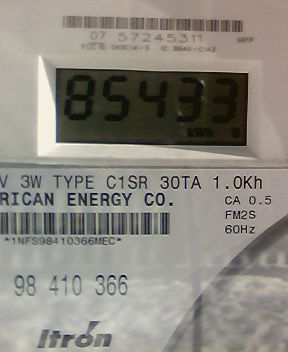 07 57245311
85433
kWh
V 3W TYPE C1SR 30TA 1.0Kh
RICAN ENERGY CO.
CA 0.5
FM2S
60Hz
*1NFS98410366MEC*
98 410 366
Itrón